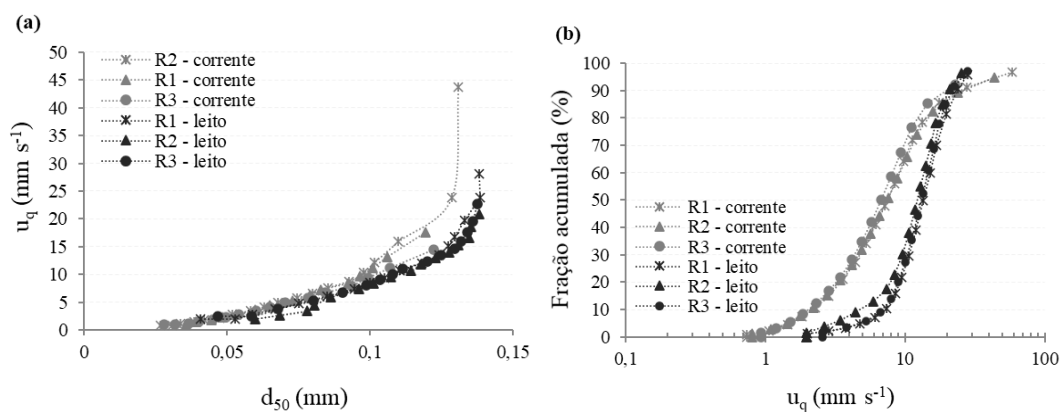 (a)
50
45
40
35
30
25
20
15
10
5
0
uq (mm s-1)
R2 - corrente
R1 - corrente
R3 - corrente
R1 - leito
R2 - leito
R3 - leito
0
0,05
0,1
0,15
d50 (mm)
(b)
100
90
80
70
60
50
40
30
20
10
0
Fração acumulada (%)
R1 - corrente
R2 - corrente
R3 - corrente
R1 - leito
R2 - leito
R3 - leito
0,1
1
10
100
uq (mm s-1)